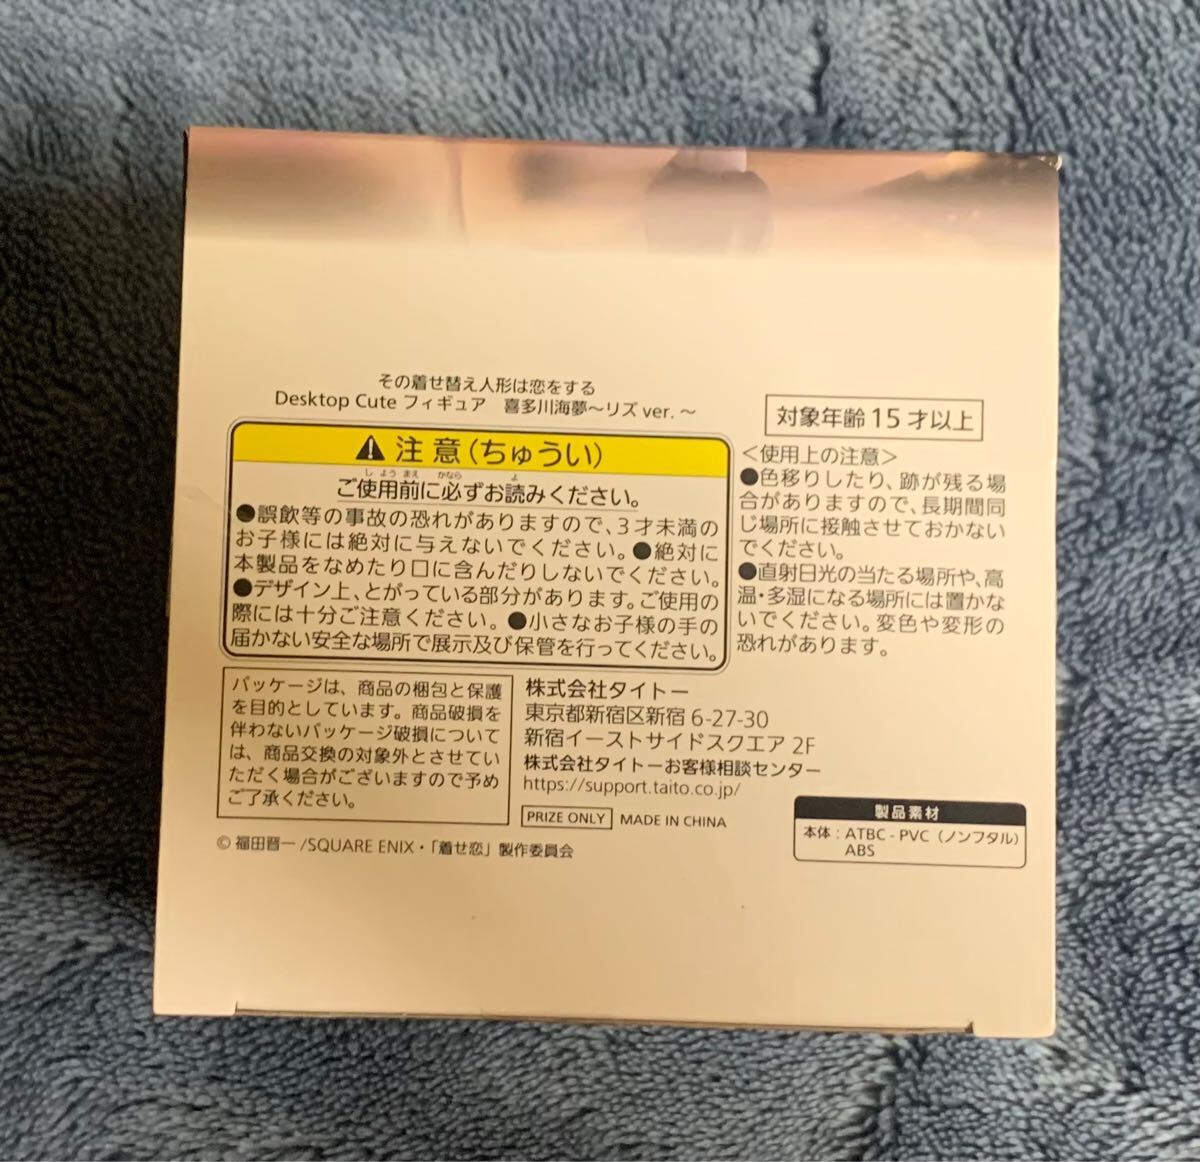 その着せ替え人形は恋をする
Desktop Cute フィギュア　喜多川海夢～リズ ver. ～
対象年齢 15 才以上
注 意 (ちゅうい)
し よう まえ　かなら　よ
ご使用前に必ずお読みください。
●誤飲等の事故の恐れがありますので、3才未満の
お子様には絶対に与えないでください。●絶対に
本製品をなめたり口に含んだりしないでください。
●デザイン上、とがっている部分があります。ご使用の
際には十分ご注意ください。●小さなお子様の手の
届かない安全な場所で展示及び保管を行ってください。
＜使用上の注意＞
●色移りしたり、跡が残る場
合がありますので、長期間同
じ場所に接触させておかない
でください。
●直射日光の当たる場所や、高
温・多湿になる場所には置かな
いでください。変色や変形の
恐れがあります。
パッケージは、商品の梱包と保護
を目的としています。商品破損を
伴わないパッケージ破損について
は、商品交換の対象外とさせてい
ただく場合がございますので予め
ご了承ください。
株式会社タイトー
東京都新宿区新宿 6-27-30
新宿イーストサイドスクエア 2F
株式会社タイトーお客様相談センター
https://support.taito.co.jp/
PRIZE ONLY MADE IN CHINA
製品素材
本体：ATBC - PVC（ノンフタル）
ABS
© 福田晋一/SQUARE ENIX・「着せ恋」製作委員会